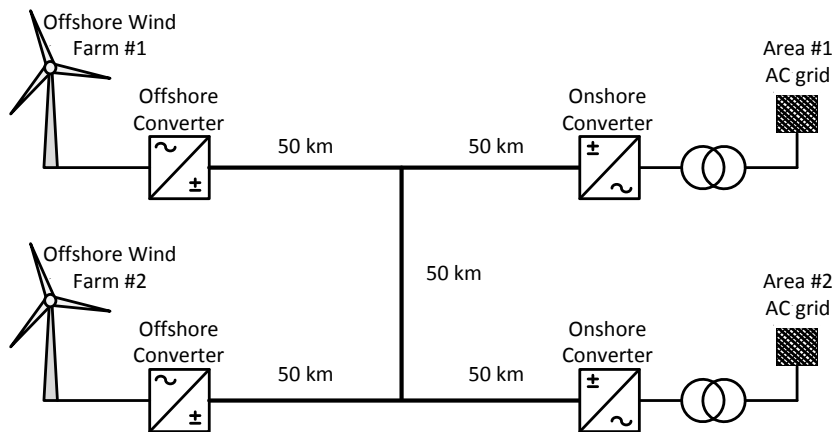 Offshore Wind
Farm #1
Offshore
Converter
50 km
50 km
Onshore
Converter
Area #1
AC grid
~
±
±
~
50 km
Offshore Wind
Farm #2
Offshore
Converter
50 km
50 km
Onshore
Converter
Area #2
AC grid
~
±
±
~